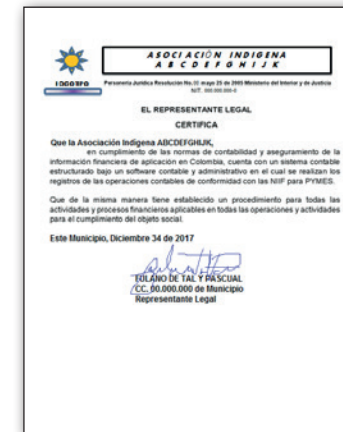 ASOCIACIÓN INDIGENA
A B C D E F G H I J K
Personería Jurídica Resolución No.00 mayo 25 de 2005 Ministerio del Interior y de Justicia
NIT. 000.000.000-0
EL REPRESENTANTE LEGAL
CERTIFICA
Que la Asociación Indígena ABCDEFGHIJK,
en cumplimiento de las normas de contabilidad y aseguramiento de la
información financiera de aplicación en Colombia, cuenta con un sistema contable
estructurado bajo un software contable y administrativo en el cual se realizan los
registros de las operaciones contables de conformidad con las NIIF para PYMES.
Que de la misma manera tiene establecido un procedimiento para todas las
actividades y procesos financieros aplicables en todas las operaciones y actividades
para el cumplimiento del objeto social.
Este Municipio, Diciembre 34 de 2017
FULANO DE TAL Y PASCUAL
CC. 00.000.000 de Municipio
Representante Legal